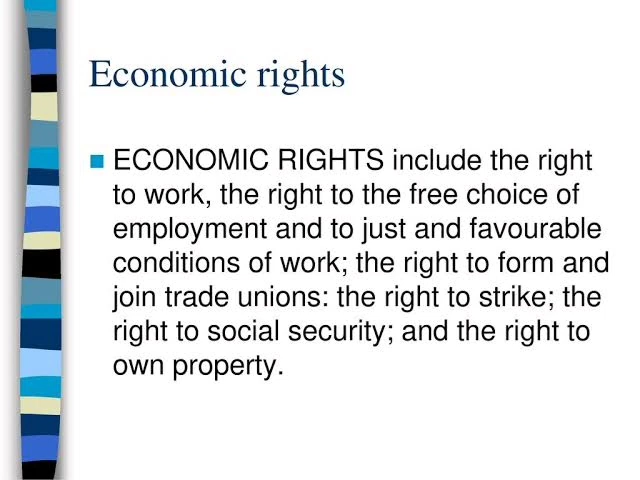 Economic rights
ECONOMIC RIGHTS include the right
to work, the right to the free choice of
employment and to just and favourable
conditions of work; the right to form and
join trade unions: the right to strike; the
right to social security; and the right to
own property.